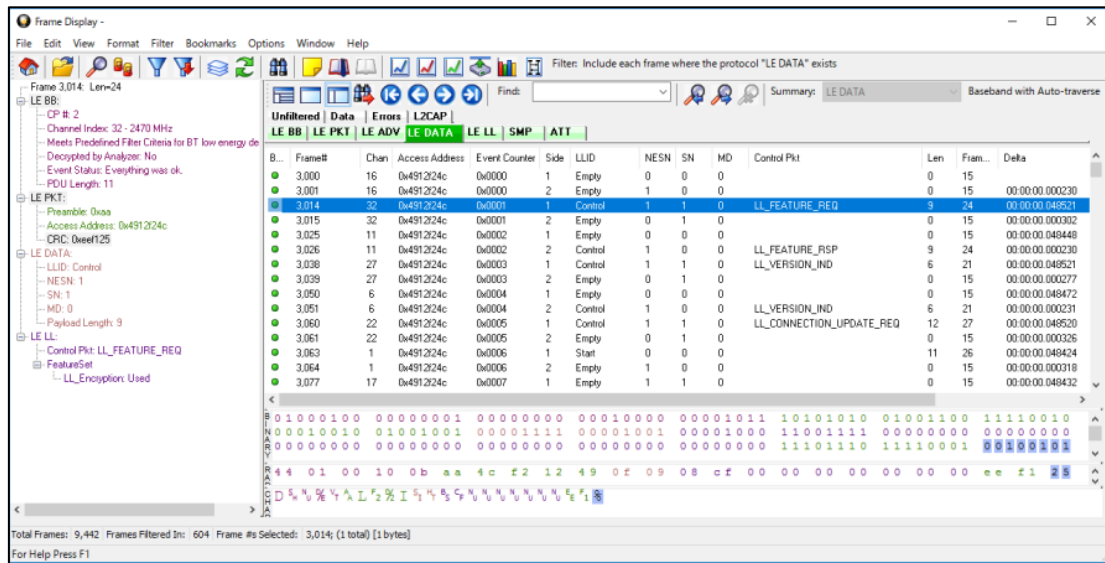 Frame Display -
File Edit View Format Filter Bookmarks Options Window Help
Filter: Include each frame where the protocol "LE DATA" exists
Frame 3,014: Len=24
LE BB:
CP #: 2
Channel Index: 32 - 2470 MHz
Meets Predefined Filter Criteria for BT low energy de
Decrypted by Analyzer: No
Event Status: Everything was ok.
PDU Length: 11
LE PKT:
Preamble: 0xaa
Access Address: 0x4912f24c
CRC: 0xeef125
LE DATA:
LLID: Control
NESN: 1
SN: 1
MD: 0
Payload Length: 9
LE LL:
Control Pkt: LL_FEATURE_REQ
FeatureSet
LL_Encryption: Used
Find: Summary: LE DATA Baseband with Auto-traverse
Unfiltered Data Errors L2CAP
LE BB LE PKT LE ADV LE DATA LE LL SMP ATT
B... Frame# Chan Access Address Event Counter Side LLID NESN SN MD Control Pkt Len Fram... Delta
3,000 16 0x4912f24c 0x0000 1 Empty 0 0 0 0 15
3,001 16 0x4912f24c 0x0000 2 Empty 1 0 0 0 15 00:00:00.000230
3,014 32 0x4912f24c 0x0001 1 Control 1 1 0 LL_FEATURE_REQ 9 24 00:00:00.048521
3,015 32 0x4912f24c 0x0001 2 Empty 0 1 0 0 15 00:00:00.000302
3,025 11 0x4912f24c 0x0002 1 Empty 0 0 0 0 15 00:00:00.048448
3,026 11 0x4912f24c 0x0002 2 Control 1 0 0 LL_FEATURE_RSP 9 24 00:00:00.000230
3,038 27 0x4912f24c 0x0003 1 Control 1 1 0 LL_VERSION_IND 6 21 00:00:00.048521
3,039 27 0x4912f24c 0x0003 2 Empty 0 1 0 0 15 00:00:00.000277
3,050 6 0x4912f24c 0x0004 1 Empty 0 0 0 0 15 00:00:00.048472
3,051 6 0x4912f24c 0x0004 2 Control 1 0 0 LL_VERSION_IND 6 21 00:00:00.000231
3,060 22 0x4912f24c 0x0005 1 Control 1 1 0 LL_CONNECTION_UPDATE_REQ 12 27 00:00:00.048520
3,061 22 0x4912f24c 0x0005 2 Empty 0 1 0 0 15 00:00:00.000326
3,063 1 0x4912f24c 0x0006 1 Start 0 0 0 11 26 00:00:00.048424
3,064 1 0x4912f24c 0x0006 2 Empty 1 0 0 0 15 00:00:00.000318
3,077 17 0x4912f24c 0x0007 1 Empty 1 1 0 0 15 00:00:00.048432
BINARY
01000100 00000001 00000000 00010000 00001011 10101010 01001100 11110010
00010010 01001001 00001111 00001001 00001000 11001111 00000000 00000000
00000000 00000000 00000000 00000000 00000000 11101110 11110001 00100101
44 01 00 10 0b aa 4c f2 12 49 0f 09 08 cf 00 00 00 00 00 00 00 ee f1 25
Total Frames: 9,442 Frames Filtered In: 604 Frame #s Selected: 3,014; (1 total) [1 bytes]
For Help Press F1